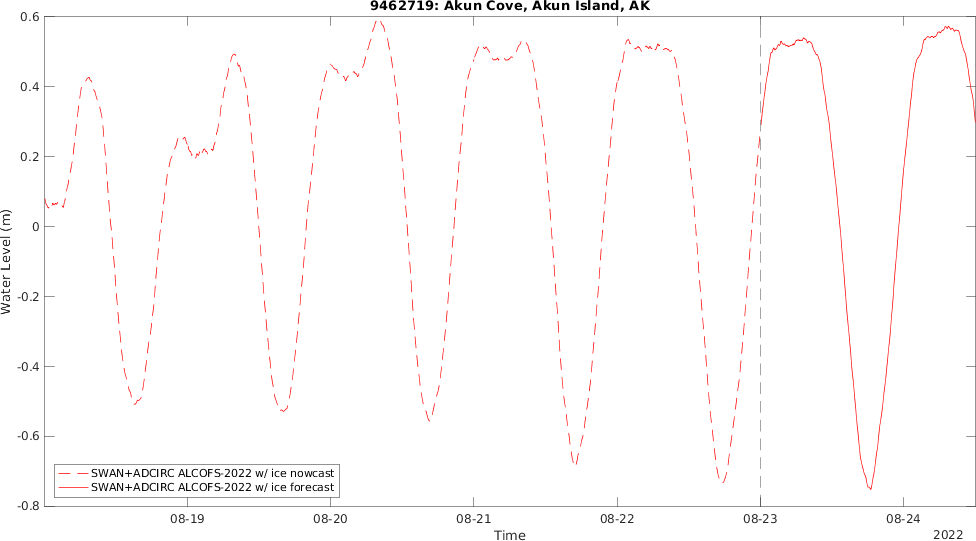 9462719: Akun Cove, Akun Island, AK
0.6
0.4
0.2
0
-0.2
-0.4
-0.6
-0.8
Water Level (m)
SWAN+ADCIRC ALCOFS-2022 w/ ice nowcast
SWAN+ADCIRC ALCOFS-2022 w/ ice forecast
08-19 08-20 08-21 08-22 08-23 08-24
Time
2022